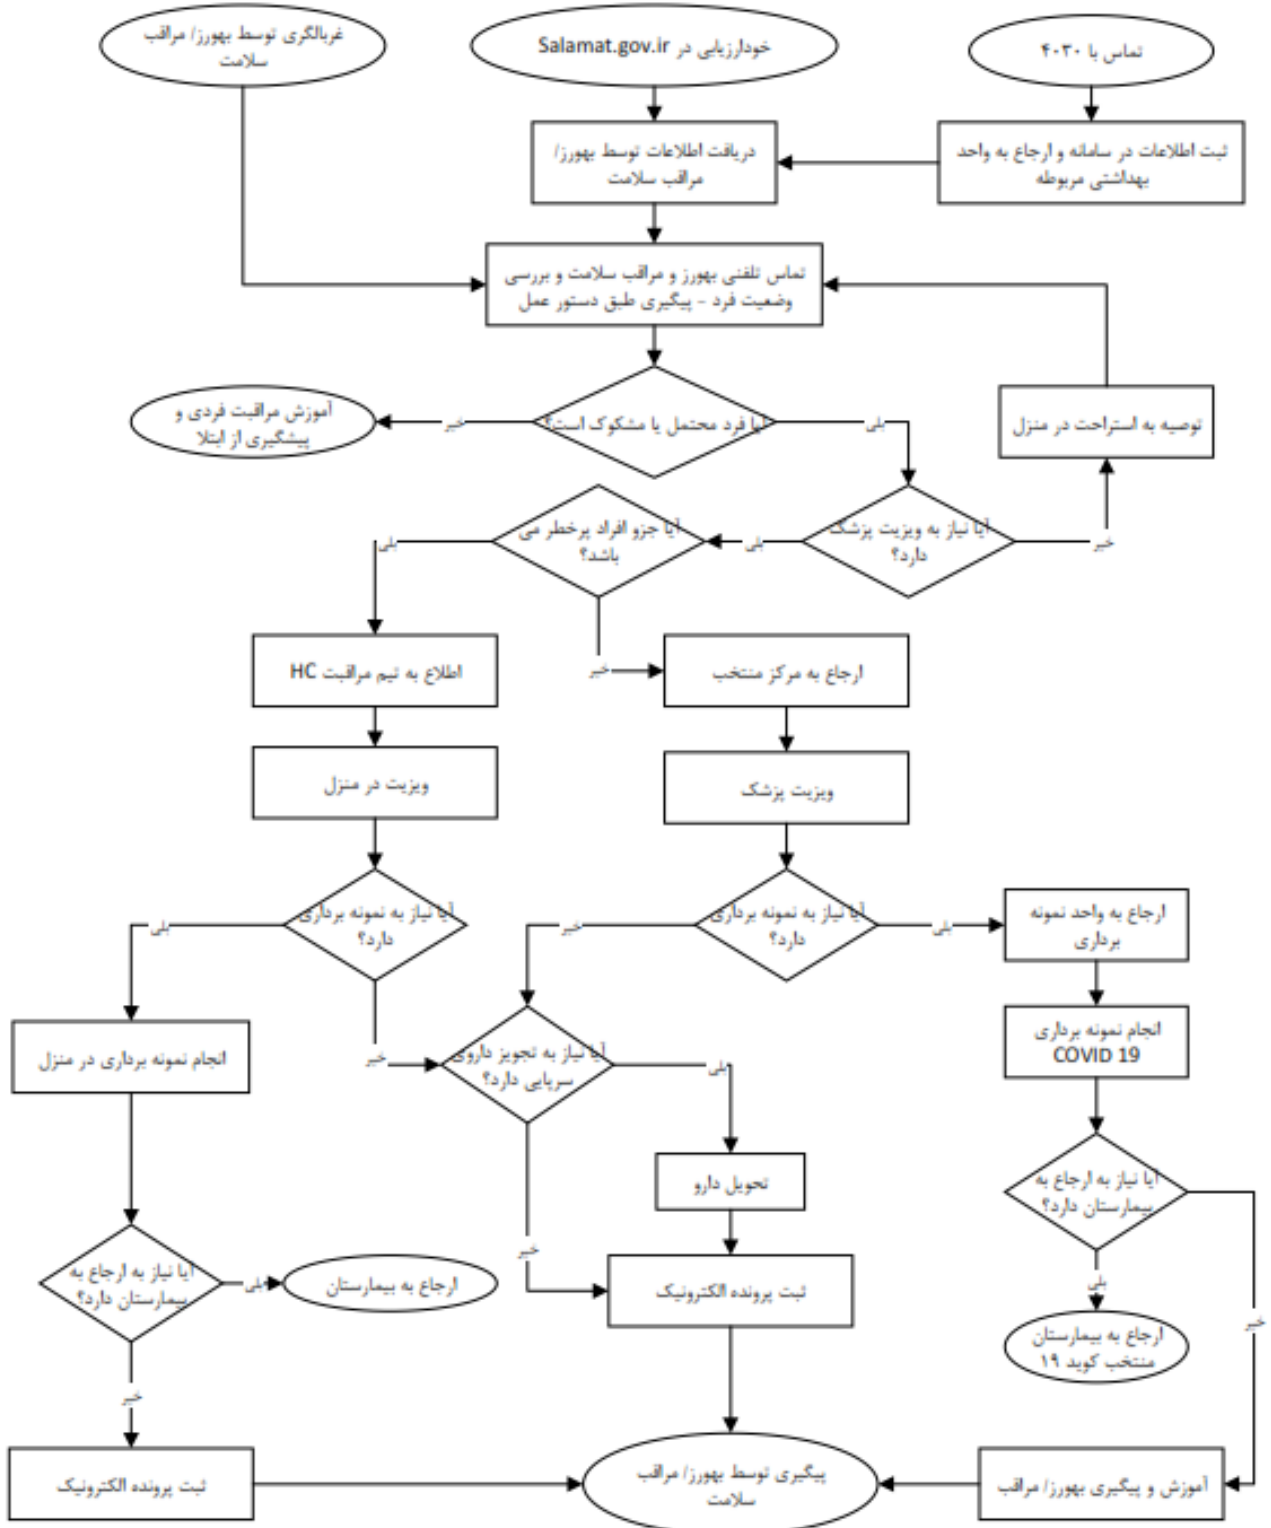 تماس با ۴۰۳۰
خودارزیابی در Salamat.gov.ir
غربالگری توسط بهورز/ مراقب
سلامت
ثبت اطلاعات در سامانه و ارجاع به واحد
بهداشتی مربوطه
دریافت اطلاعات توسط بهورز/
مراقب سلامت
تماس تلفنی بهورز و مراقب سلامت و بررسی
وضعیت فرد - پیگیری طبق دستور عمل
توصیه به استراحت در منزل
آیا فرد محتمل یا مشکوک است؟
بلی
خیر
آموزش مراقبت فردی و
پیشگیری از ابتلا
آیا نیاز به ویزیت پزشک
دارد؟
خیر
بلی
آیا جزو افراد پرخطر می
باشد؟
بلی
خیر
ارجاع به مرکز منتخب
اطلاع به تیم مراقبت HC
ویزیت پزشک
ویزیت در منزل
ارجاع به واحد نمونه
برداری
بلی
آیا نیاز به نمونه برداری
دارد؟
خیر
آیا نیاز به نمونه برداری
دارد؟
بلی
خیر
انجام نمونه برداری
COVID 19
آیا نیاز به تجویز داروی
سرپایی دارد؟
بلی
خیر
انجام نمونه برداری در منزل
آیا نیاز به ارجاع به
بیمارستان دارد؟
بلی
خیر
تحویل دارو
ثبت پرونده الکترونیک
ارجاع به بیمارستان
بلی
آیا نیاز به ارجاع به
بیمارستان دارد؟
خیر
ارجاع به بیمارستان
منتخب کوید ۱۹
آموزش و پیگیری بهورز/ مراقب
پیگیری توسط بهورز/ مراقب
سلامت
ثبت پرونده الکترونیک